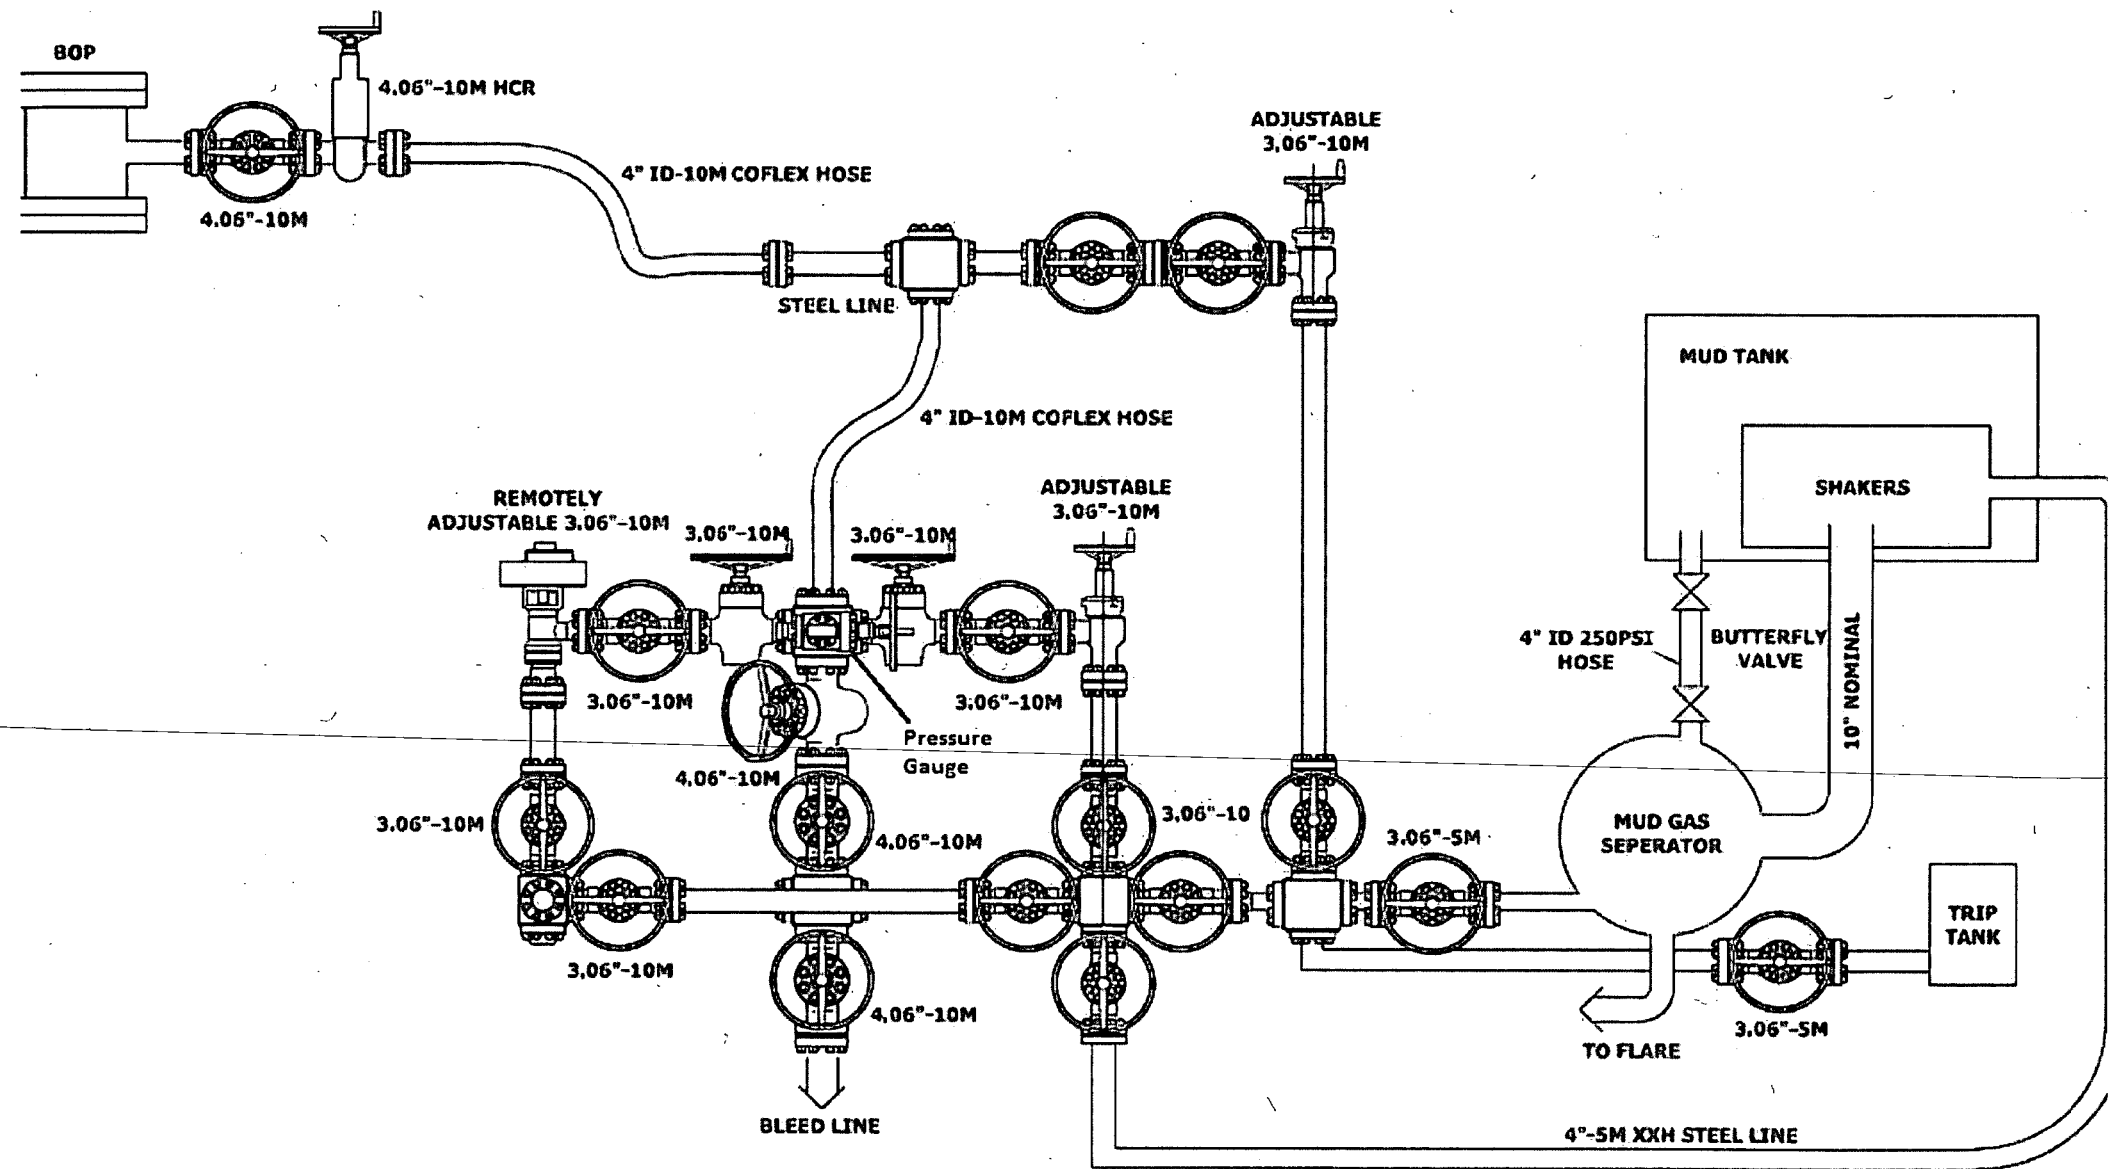 BOP
4.06"-10M HCR
4.06"-10M
4" ID-10M COFLEX HOSE
ADJUSTABLE
3.06"-10M
STEEL LINE
MUD TANK
4" ID-10M COFLEX HOSE
SHAKERS
REMOTELY
ADJUSTABLE 3.06"-10M
3.06"-10M
3.06"-10M
ADJUSTABLE
3.06"-10M
4" ID 250PSI
HOSE
BUTTERFLY
VALVE
10" NOMINAL
3.06"-10M
3.06"-10M
Pressure
Gauge
4.06"-10M
3.06"-10M
4.06"-10M
3.06"-10
3.06"-5M
MUD GAS
SEPERATOR
TRIP
TANK
3.06"-10M
4.06"-10M
3.06"-5M
TO FLARE
BLEED LINE
4"-5M XXH STEEL LINE